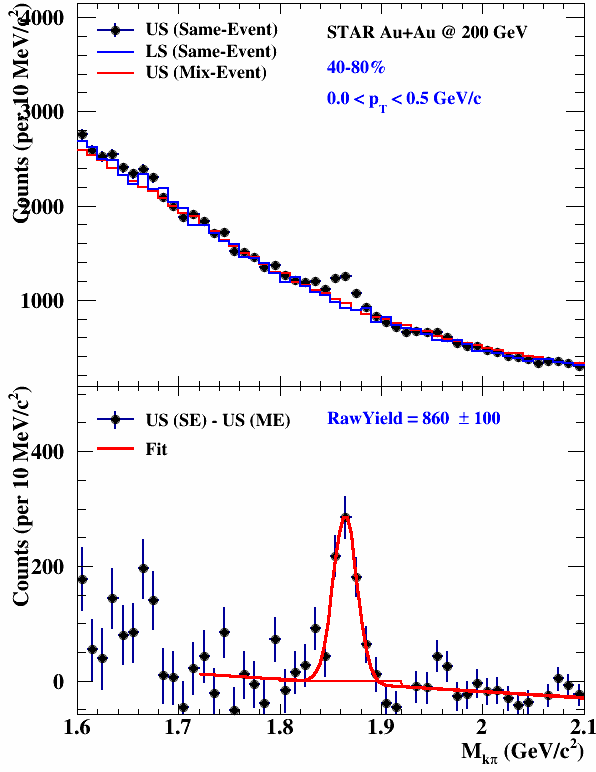 Counts (per 10 MeV/c²)
4000
3000
2000
1000
US (Same-Event)
LS (Same-Event)
US (Mix-Event)
STAR Au+Au @ 200 GeV
40-80%
0.0 < pT < 0.5 GeV/c
Counts (per 10 MeV/c²)
400
200
0
US (SE) - US (ME)
Fit
RawYield = 860 ± 100
1.6 1.7 1.8 1.9 2 2.1
Mkπ (GeV/c²)